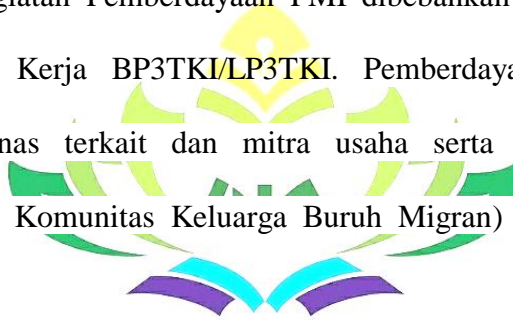 giatan Pemberdayaan PMI dibebankan
Kerja BP3TKI/LP3TKI. Pemberdaya
nas terkait dan mitra usaha serta
Komunitas Keluarga Buruh Migran)